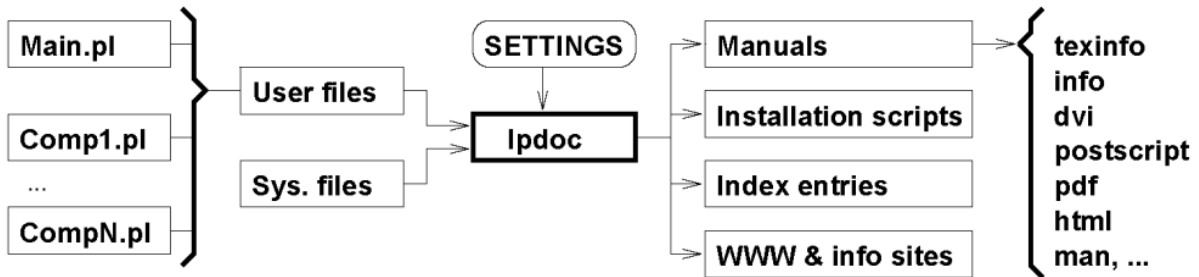 Main.pl
Comp1.pl
...
CompN.pl
User files
Sys. files
SETTINGS
lpdoc
Manuals
Installation scripts
Index entries
WWW & info sites
texinfo
info
dvi
postscript
pdf
html
man, ...